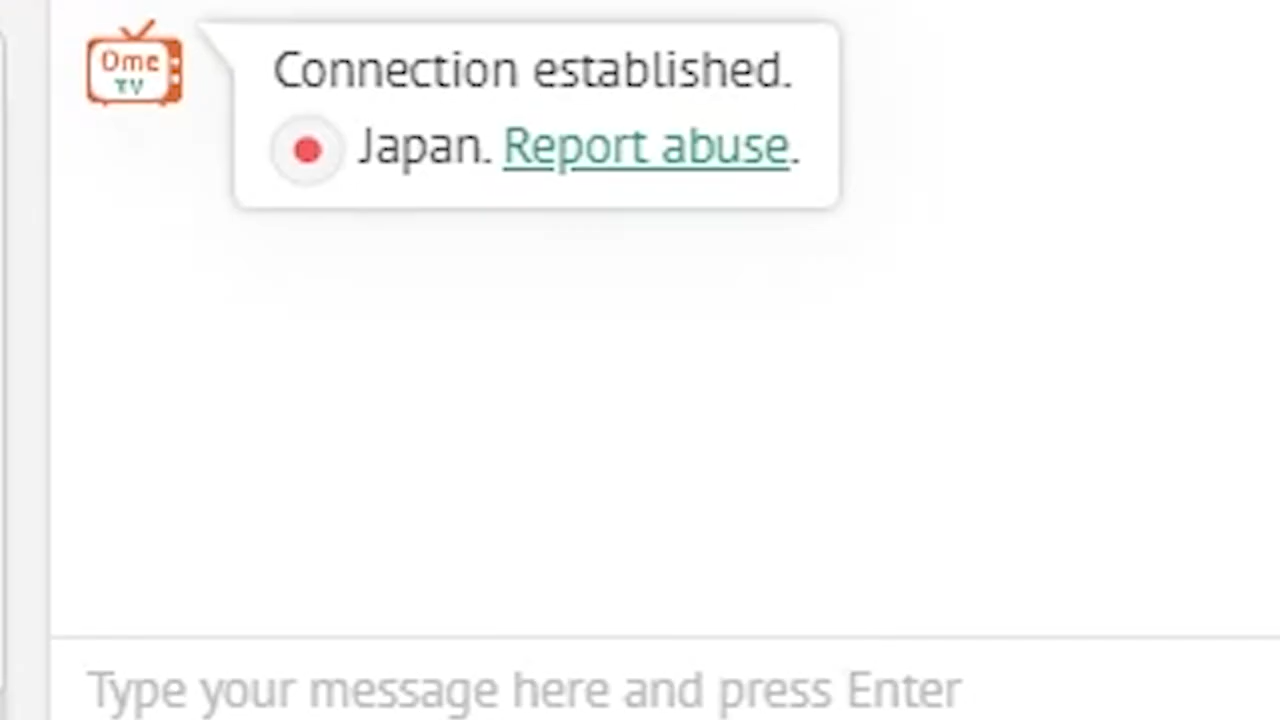 Ome
TV
Connection established.
Japan. Report abuse.
Type your message here and press Enter